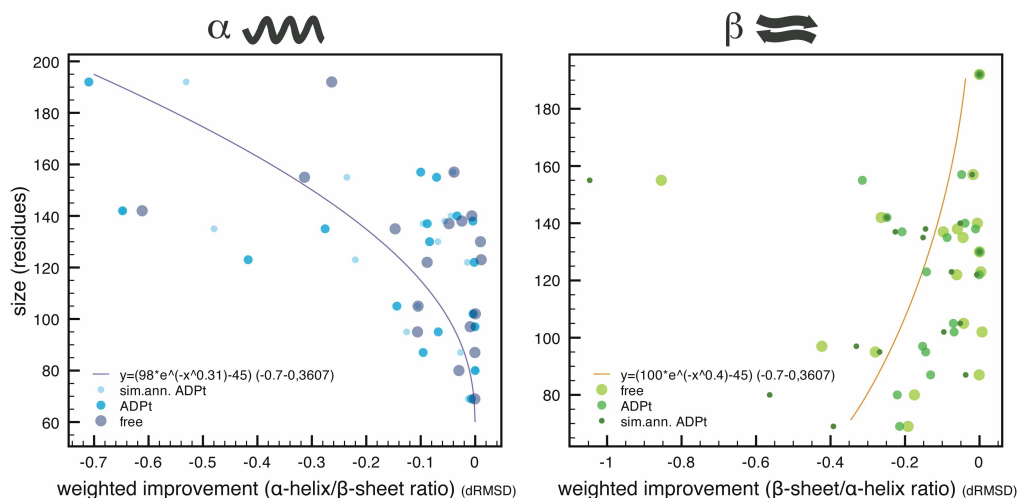 α
β
200
180
160
140
120
100
80
60
size (residues)
y=(98*e^(-x^0.31)-45) (-0.7-0,3607)
sim.ann. ADPt
ADPt
free
-0.7 -0.6 -0.5 -0.4 -0.3 -0.2 -0.1 0
weighted improvement (α-helix/β-sheet ratio) (dRMSD)
180
160
140
120
100
80
y=(100*e^(-x^0.4)-45) (-0.7-0,3607)
free
ADPt
sim.ann. ADPt
-1 -0.8 -0.6 -0.4 -0.2 0
weighted improvement (β-sheet/α-helix ratio) (dRMSD)